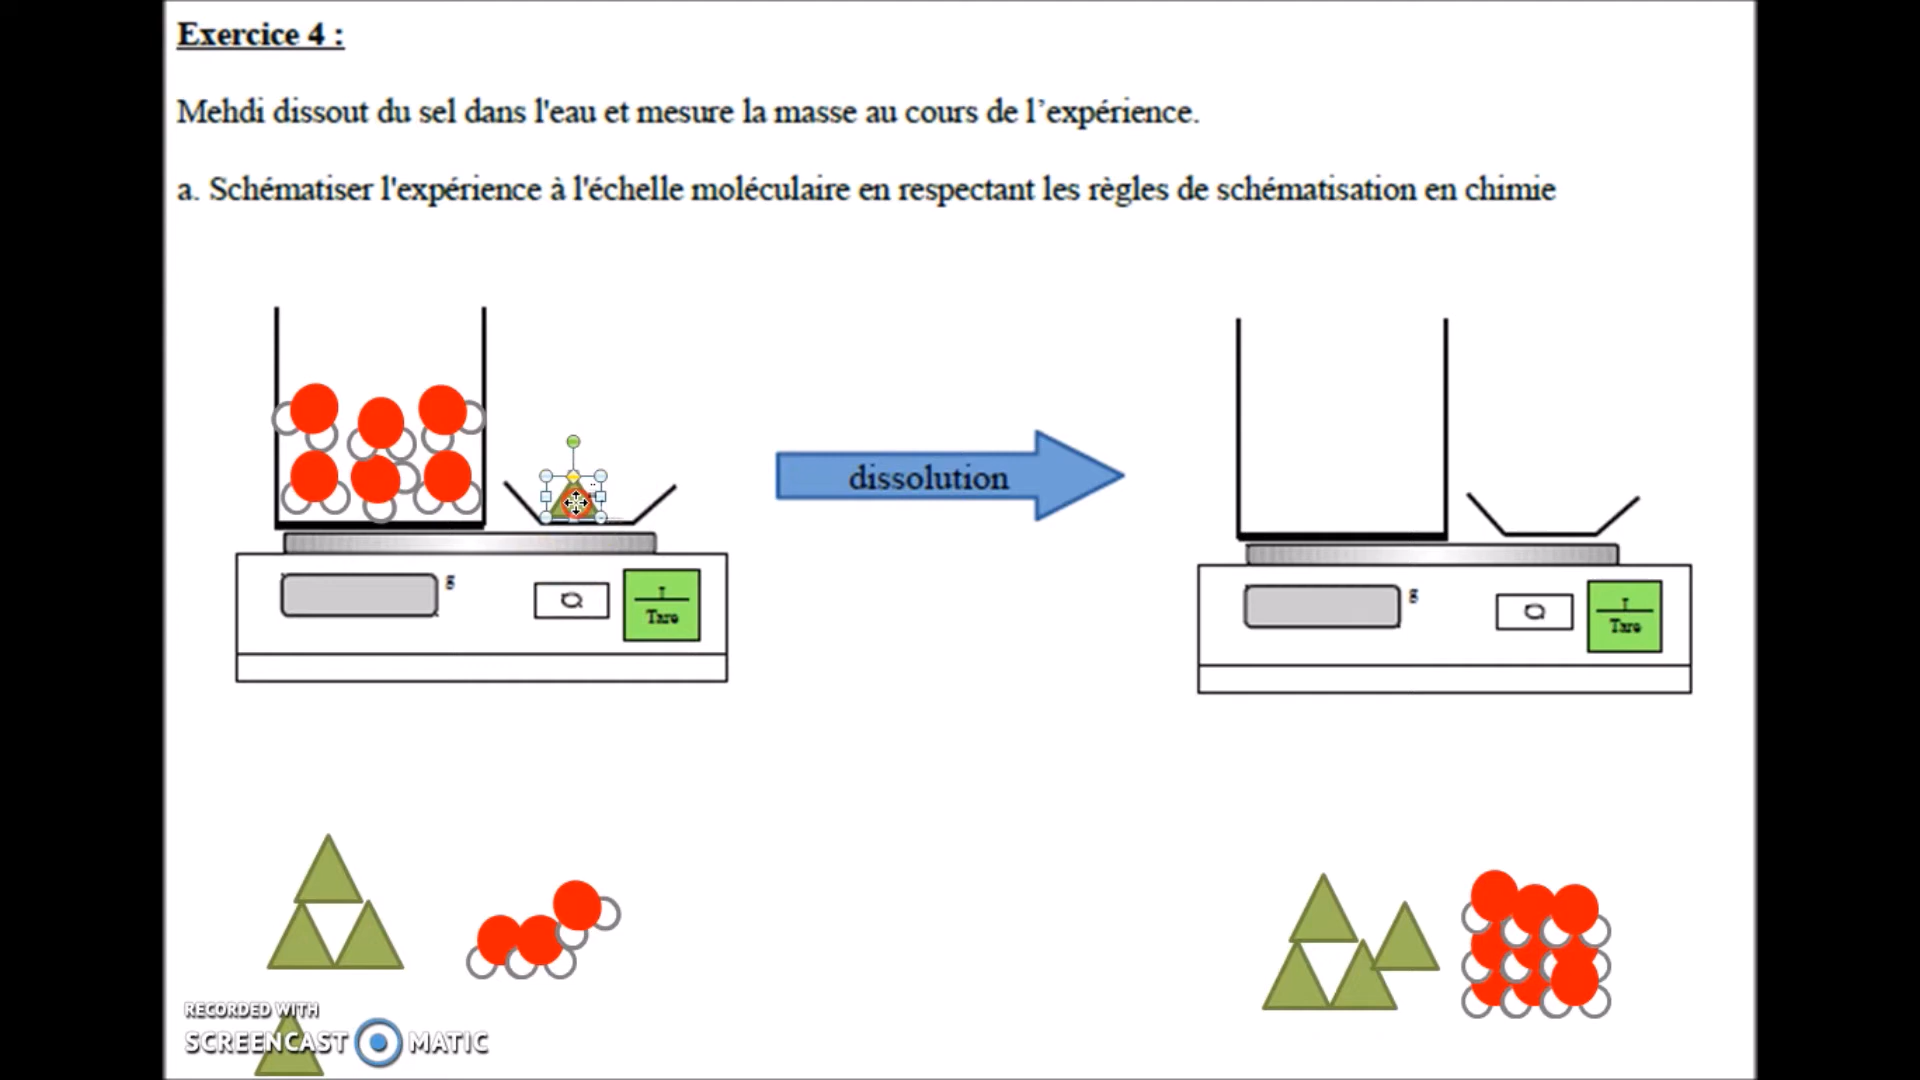 Exercice 4 :
Mehdi dissout du sel dans l'eau et mesure la masse au cours de l’expérience.
a. Schématiser l'expérience à l'échelle moléculaire en respectant les règles de schématisation en chimie
dissolution
g
T
Tare
g
T
Tare
RECORDED WITH
SCREENCAST MATIC